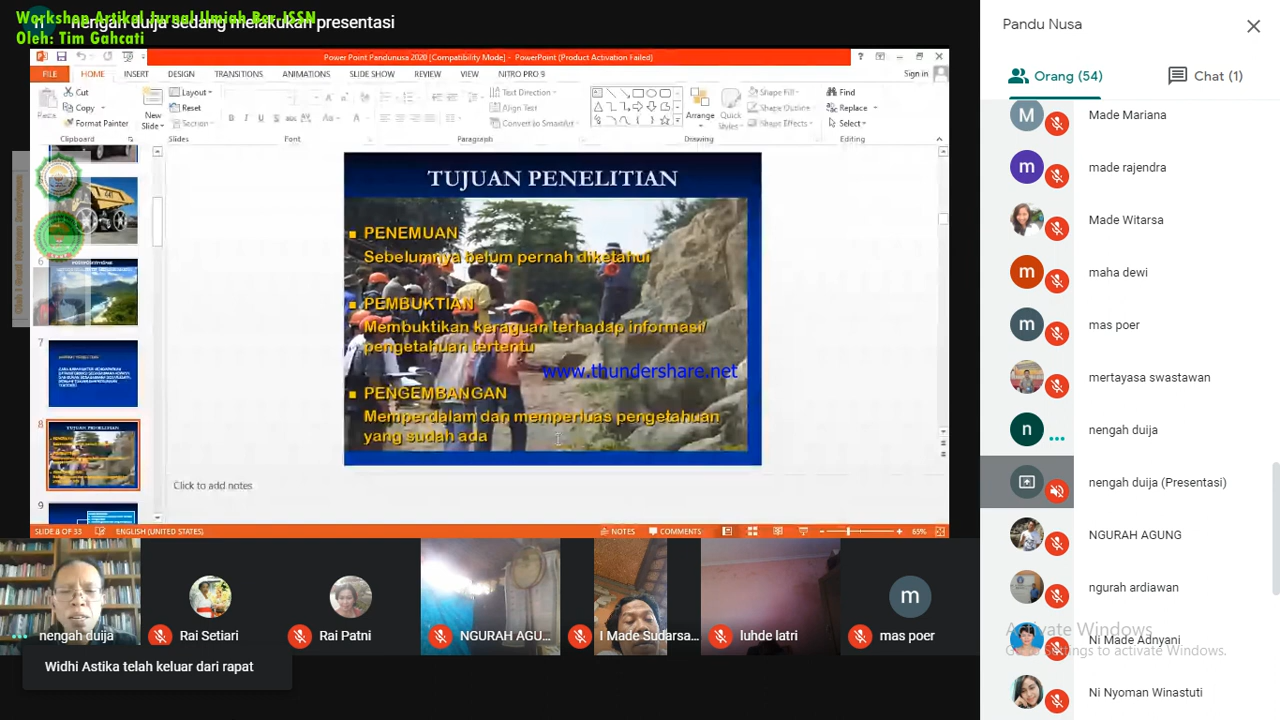 Workshop Artikel Jurnal Ilmiah Ber-ISSN
Oleh: Tim Gahcati
n
nengah duija sedang melakukan presentasi
Power Point Pandunusa 2020 [Compatibility Mode] - PowerPoint (Product Activation Failed)
FILE HOME INSERT DESIGN TRANSITIONS ANIMATIONS SLIDE SHOW REVIEW VIEW NITRO PRO 9
Sign in
Paste
Cut
Copy
Format Painter
Clipboard
New
Slide
Layout
Reset
Section
Slides
Font
Text Direction
Align Text
Convert to SmartArt
Paragraph
Arrange
Quick
Styles
Shape Fill
Shape Outline
Shape Effects
Drawing
Find
Replace
Select
Editing
6
7
8
TUJUAN PENELITIAN
9
TUJUAN PENELITIAN
PENEMUAN
Sebelumnya belum pernah diketahui
PEMBUKTIAN
Membuktikan keraguan terhadap informasi/
pengetahuan tertentu
www.thundershare.net
PENGEMBANGAN
Memperdalam dan memperluas pengetahuan
yang sudah ada
Click to add notes
SLIDE 8 OF 33
ENGLISH (UNITED STATES)
NOTES
COMMENTS
65%
nengah duija
Rai Setiari
Rai Patni
NGURAH AGU...
I Made Sudarsa...
luhde latri
m
mas poer
Widhi Astika telah keluar dari rapat
Pandu Nusa
Orang (54)
Chat (1)
M
Made Mariana
m
made rajendra
Made Witarsa
m
maha dewi
m
mas poer
mertayasa swastawan
n
nengah duija
nengah duija (Presentasi)
NGURAH AGUNG
ngurah ardiawan
Ni Made Adnyani
Ni Nyoman Winastuti
Activate Windows
Go to Settings to activate Windows.